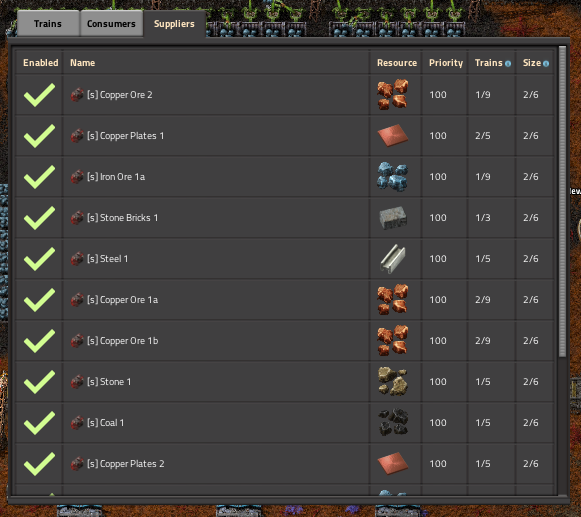 Trains Consumers Suppliers
Enabled Name Resource Priority Trains Size
[s] Copper Ore 2 100 1/9 2/6
[s] Copper Plates 1 100 2/5 2/6
[s] Iron Ore 1a 100 1/9 2/6
[s] Stone Bricks 1 100 1/3 2/6
[s] Steel 1 100 1/5 2/6
[s] Copper Ore 1a 100 2/9 2/6
[s] Copper Ore 1b 100 2/9 2/6
[s] Stone 1 100 1/5 2/6
[s] Coal 1 100 1/5 2/6
[s] Copper Plates 2 100 1/5 2/6